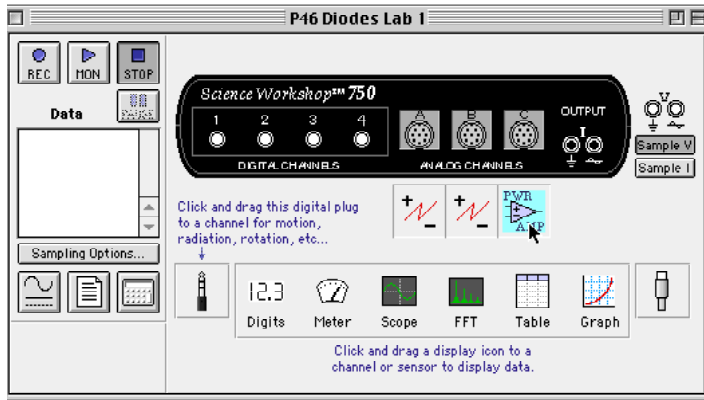 P46 Diodes Lab 1
REC MON STOP
Data
Sampling Options...
Science Workshop™ 750
1 2 3 4
DIGITAL CHANNELS
A B C
ANALOG CHANNELS
OUTPUT
I
V
Sample V
Sample I
Click and drag this digital plug
to a channel for motion,
radiation, rotation, etc...
PWR
AMP
12.3
Digits Meter Scope FFT Table Graph
Click and drag a display icon to a
channel or sensor to display data.